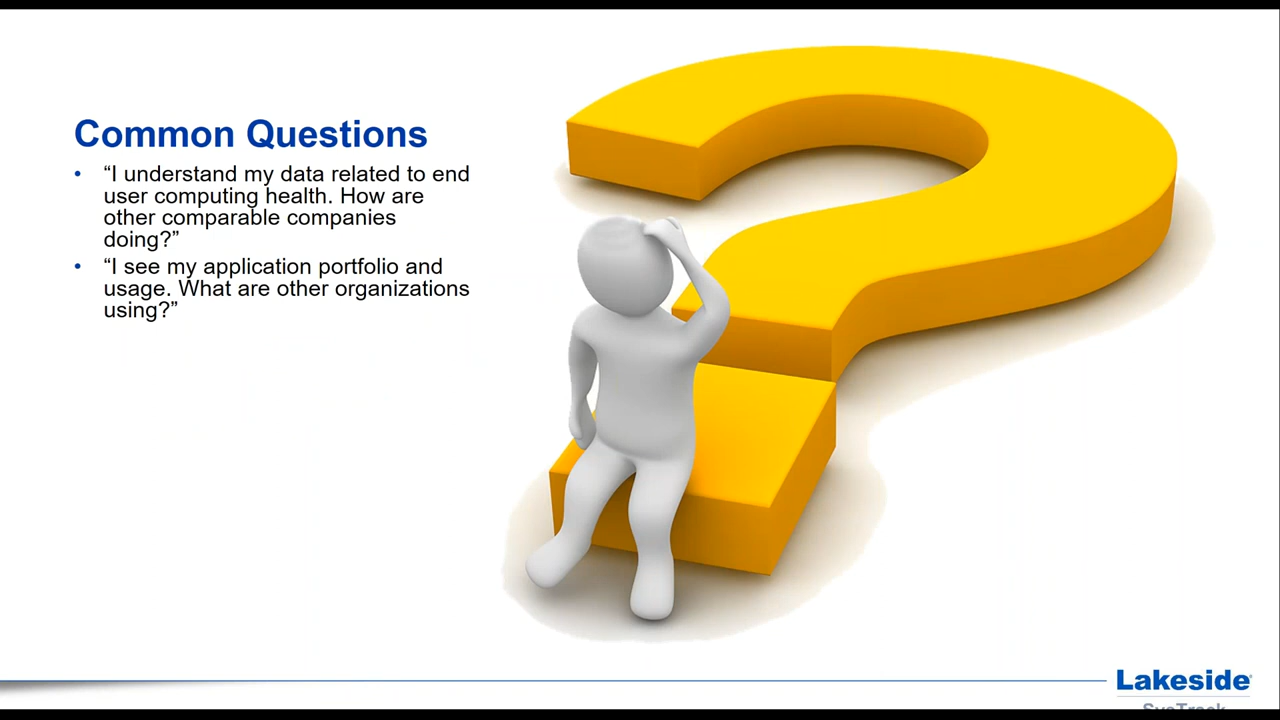 Common Questions
• “I understand my data related to end
user computing health. How are
other comparable companies
doing?”
• “I see my application portfolio and
usage. What are other organizations
using?”
Lakeside